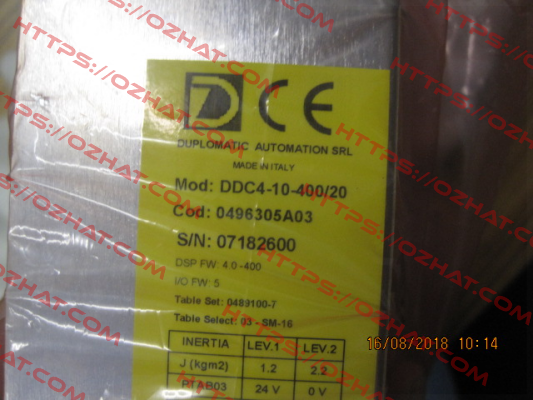 D CE
DUPLOMATIC AUTOMATION SRL
MADE IN ITALY
Mod: DDC4-10-400/20
Cod: 0496305A03
S/N: 07182600
DSP FW: 4.0 -400
I/O FW: 5
Table Set: 0489100-7
Table Select: 03 - SM-16
INERTIA LEV.1 LEV.2
J (kgm2) 1.2 2.2
PTAB03 24 V 0 V
16/08/2018 10:14
HTTPS://OZHAT.COM